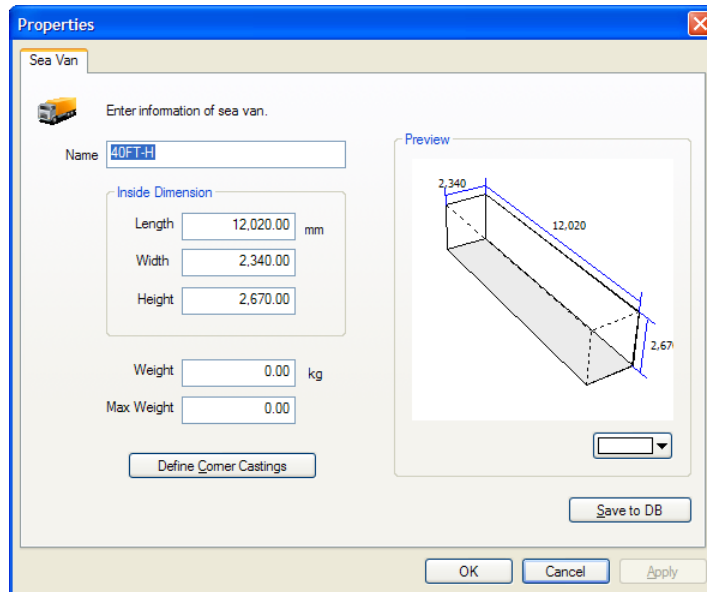 Properties
Sea Van
Enter information of sea van.
Name 40FT-H
Inside Dimension
Length 12,020.00 mm
Width 2,340.00
Height 2,670.00
Weight 0.00 kg
Max Weight 0.00
Define Corner Castings
Preview
2,340
12,020
2,67
Save to DB
OK Cancel Apply